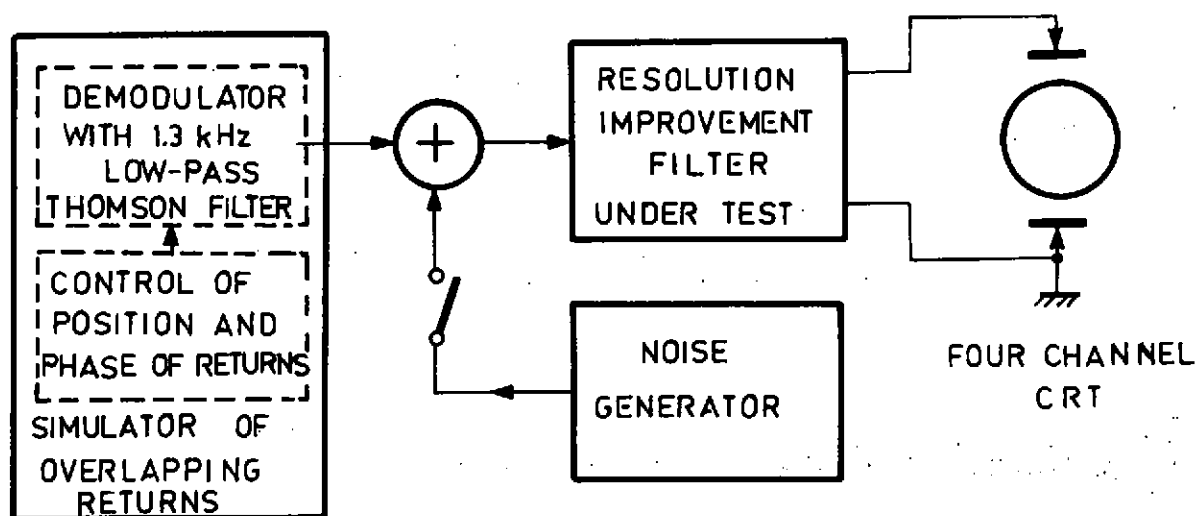 DEMODULATOR
WITH 1.3 kHz
LOW-PASS
THOMSON FILTER
CONTROL OF
POSITION AND
PHASE OF RETURNS
SIMULATOR OF
OVERLAPPING
RETURNS
+
RESOLUTION
IMPROVEMENT
FILTER
UNDER TEST
NOISE
GENERATOR
FOUR CHANNEL
CRT